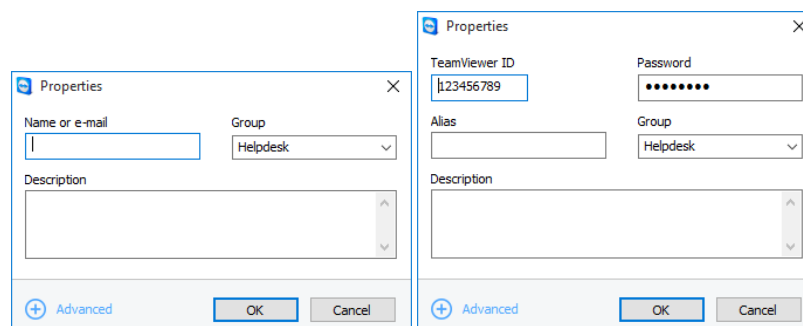 Properties
Name or e-mail Group
Helpdesk
Description
Advanced OK Cancel
Properties
TeamViewer ID Password
123456789 ••••••••
Alias Group
Helpdesk
Description
Advanced OK Cancel